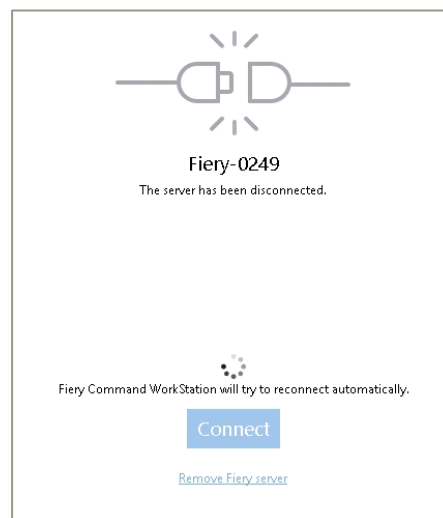 Fiery-0249
The server has been disconnected.
Fiery Command WorkStation will try to reconnect automatically.
Connect
Remove Fiery server